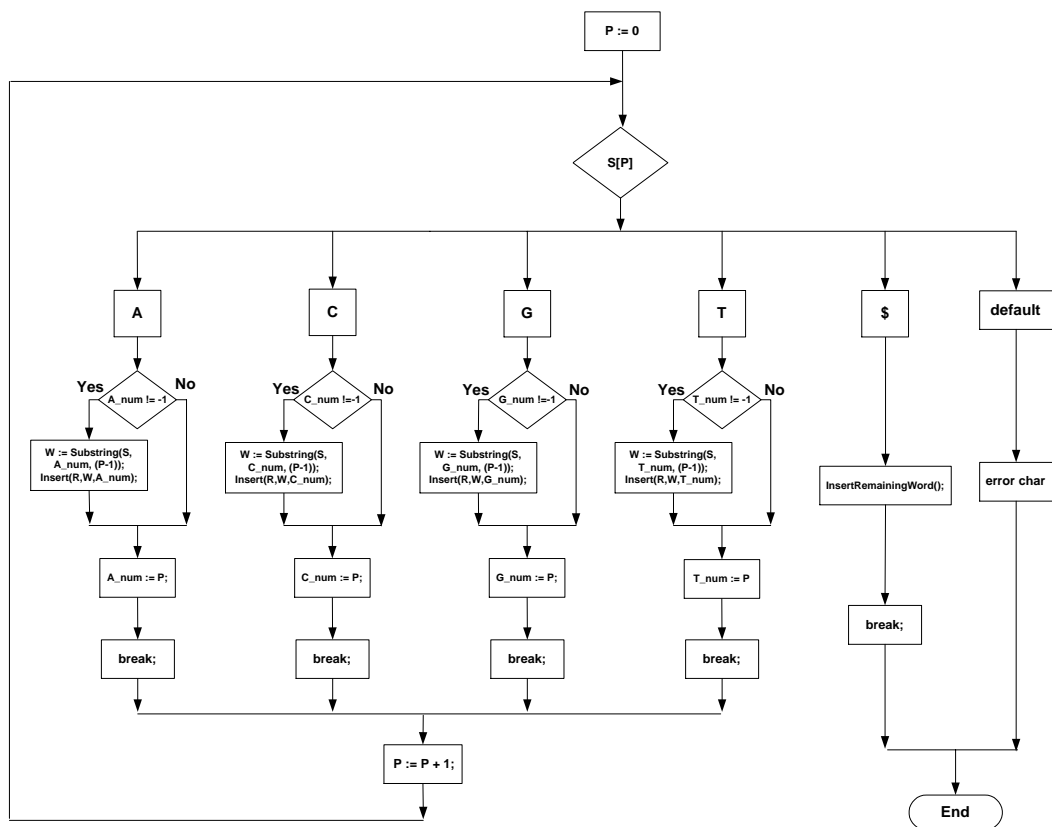 P := 0
S[P]
A
C
G
T
$
default
Yes
No
A_num != -1
Yes
No
C_num !=-1
Yes
No
G_num !=-1
Yes
No
T_num != -1
W := Substring(S,
A_num, (P-1));
Insert(R,W,A_num);
W := Substring(S,
C_num, (P-1));
Insert(R,W,C_num);
W := Substring(S,
G_num, (P-1));
Insert(R,W,G_num);
W := Substring(S,
T_num, (P-1));
Insert(R,W,T_num);
InsertRemainingWord();
error char
A_num := P;
C_num := P;
G_num := P;
T_num := P
break;
break;
break;
break;
break;
P := P + 1;
End